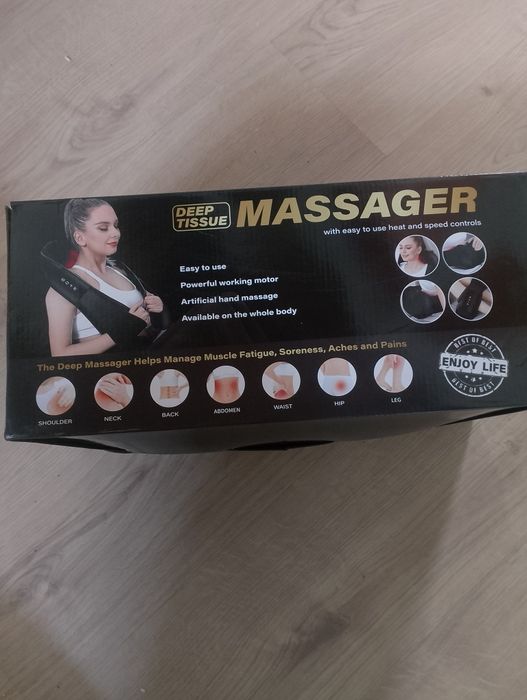 DEEP
TISSUE
MASSAGER
with easy to use heat and speed controls
Easy to use
Powerful working motor
Artificial hand massage
Available on the whole body
The Deep Massager Helps Manage Muscle Fatigue, Soreness, Aches and Pains
SHOULDER
NECK
BACK
ABDOMEN
WAIST
HIP
LEG
BEST OF BEST
ENJOY LIFE
BEST OF BEST